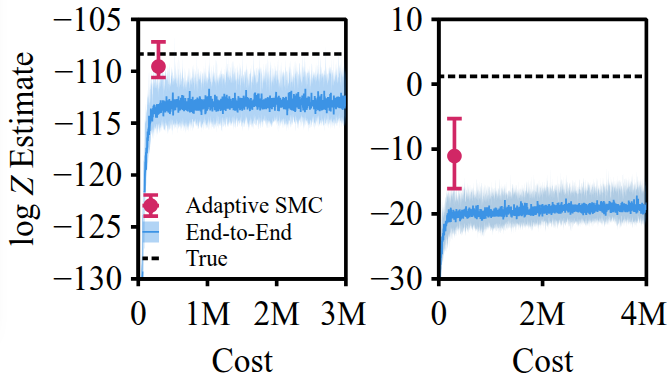 log Z Estimate
−105
−110
−115
−120
−125
−130
Adaptive SMC
End-to-End
True
0 1M 2M 3M
Cost
10
0
−10
−20
−30
0 2M 4M
Cost